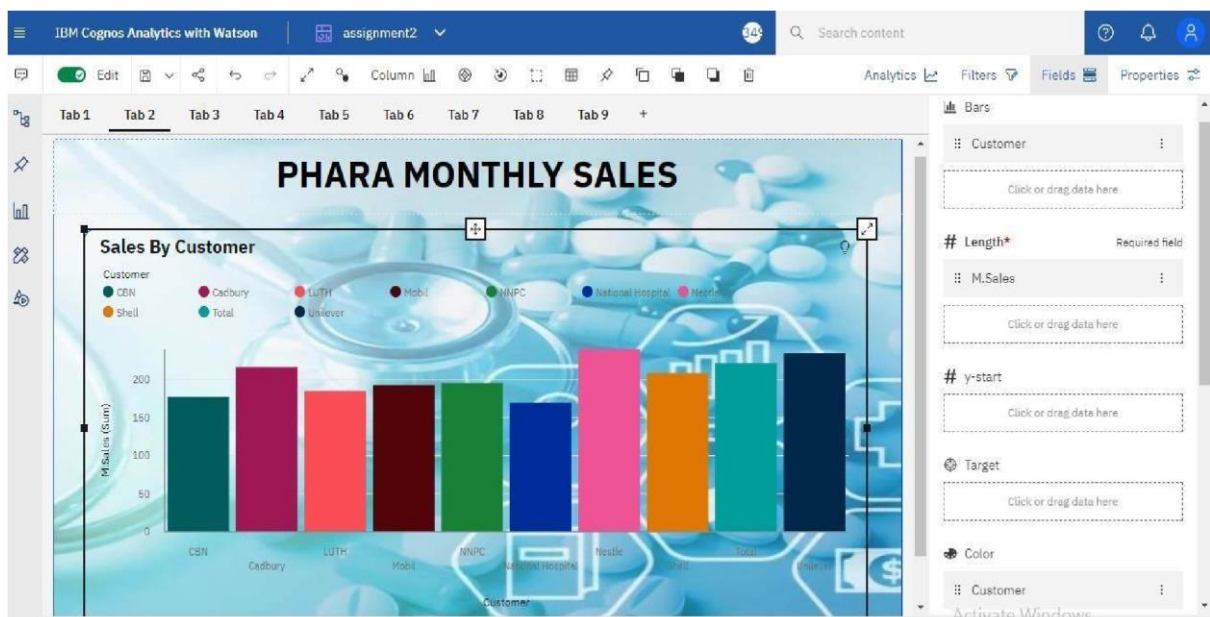 IBM Cognos Analytics with Watson
assignment2
Search content
Edit
Column
Analytics
Filters
Fields
Properties
Tab 1 Tab 2 Tab 3 Tab 4 Tab 5 Tab 6 Tab 7 Tab 8 Tab 9 +
PHARA MONTHLY SALES
Sales By Customer
Customer
CBN Cadbury LUTH Mobil NNPC National Hospital Nestle
Shell Total Unilever
M.Sales (Sum)
200
150
100
50
0
CBN LUTH NNPC Nestle Total
Cadbury Mobil National Hospital Shell Unilever
Customer
Bars
Customer
Click or drag data here
# Length* Required field
M.Sales
Click or drag data here
# y-start
Click or drag data here
Target
Click or drag data here
Color
Customer
Activate Windows